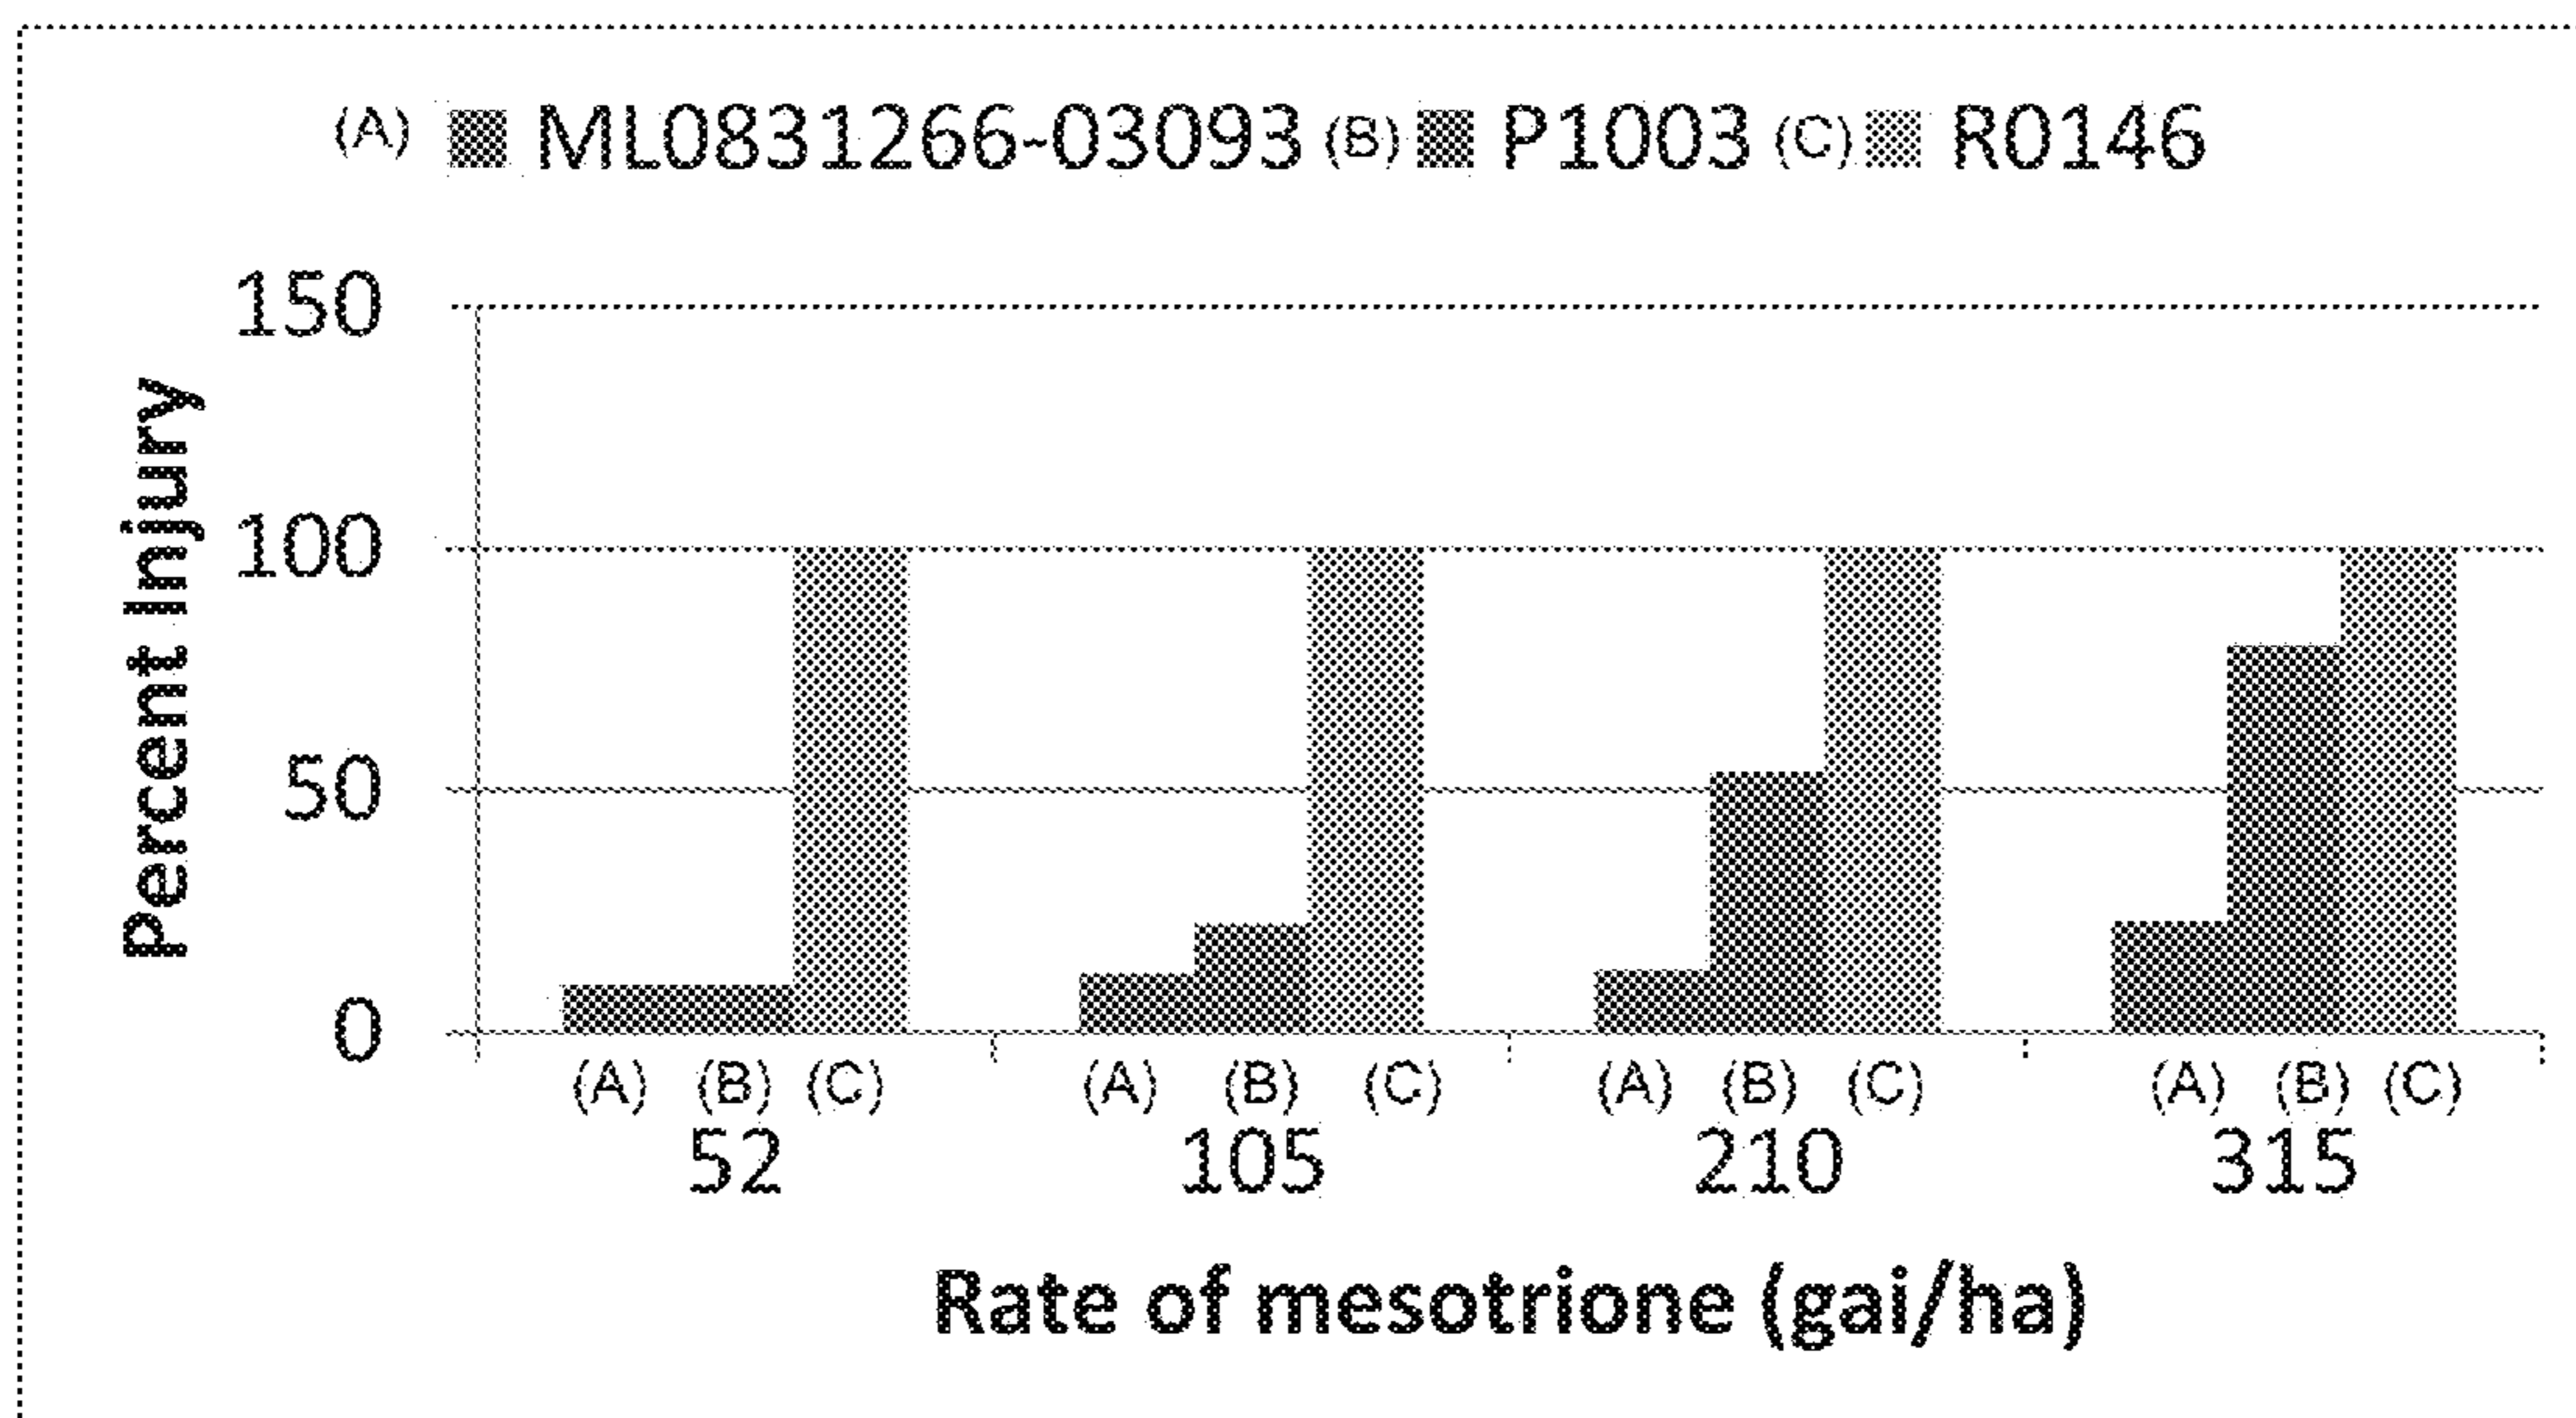 (A) ML0831266-03093 (B) P1003 (C) R0146
150
100
50
0
Percent Injury
(A) (B) (C) (A) (B) (C) (A) (B) (C) (A) (B) (C)
52 105 210 315
Rate of mesotrione (gai/ha)